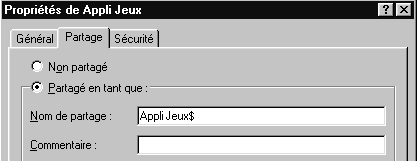 Propriétés de Appli Jeux
Général Partage Sécurité
Non partagé
Partagé en tant que :
Nom de partage : Appli Jeux$
Commentaire :